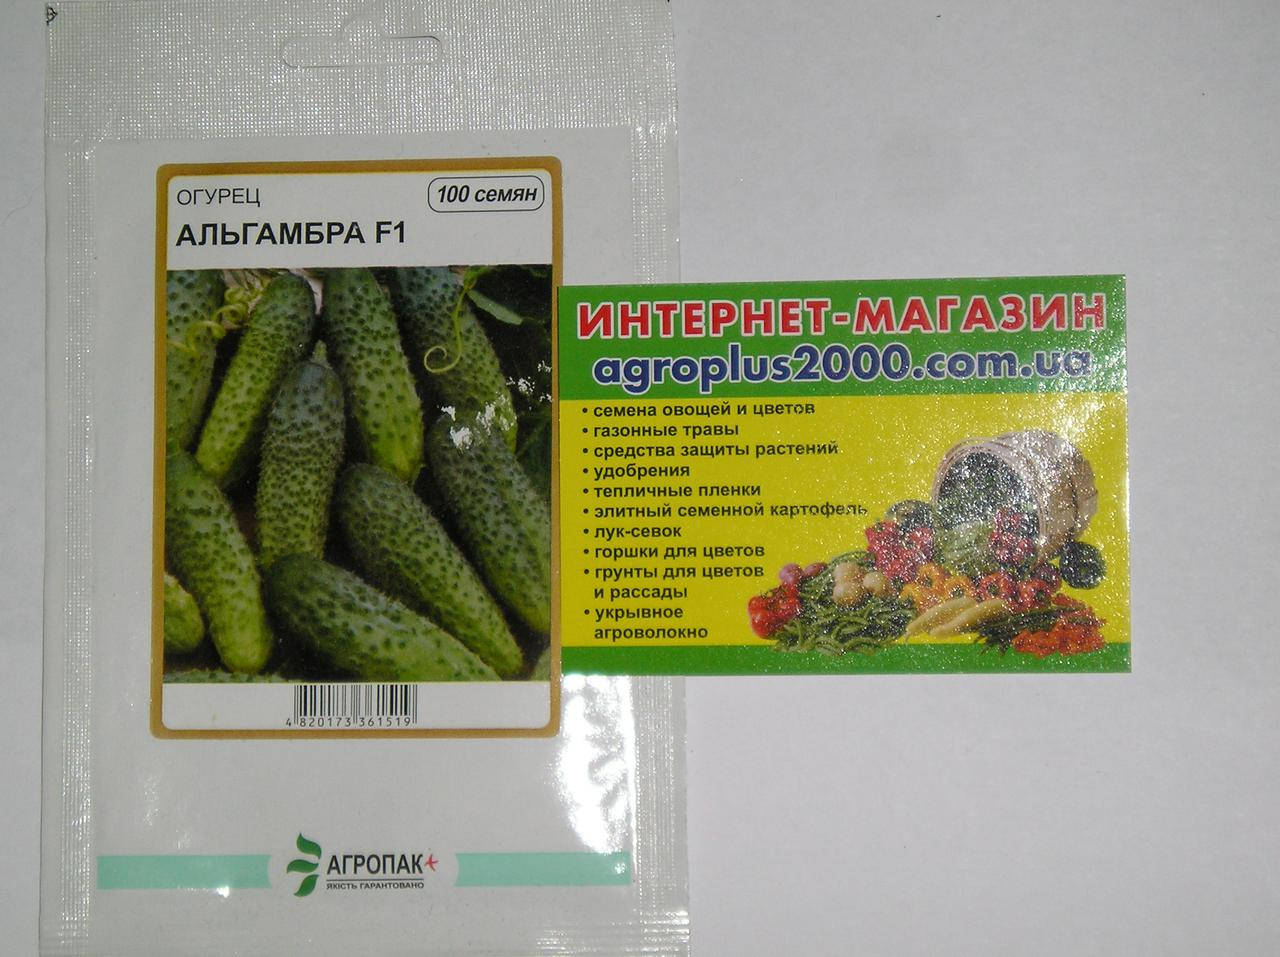 ОГУРЕЦ
100 семян
АЛЬГАМБРА F1
4 820173 361519
АГРОПАК
ЯКІСТЬ ГАРАНТОВАНО
ИНТЕРНЕТ-МАГАЗИН
agroplus2000.com.ua
• семена овощей и цветов
• газонные травы
• средства защиты растений
• удобрения
• тепличные пленки
• элитный семенной картофель
• лук-севок
• горшки для цветов
• грунты для цветов
и рассады
• укрывное
агроволокно